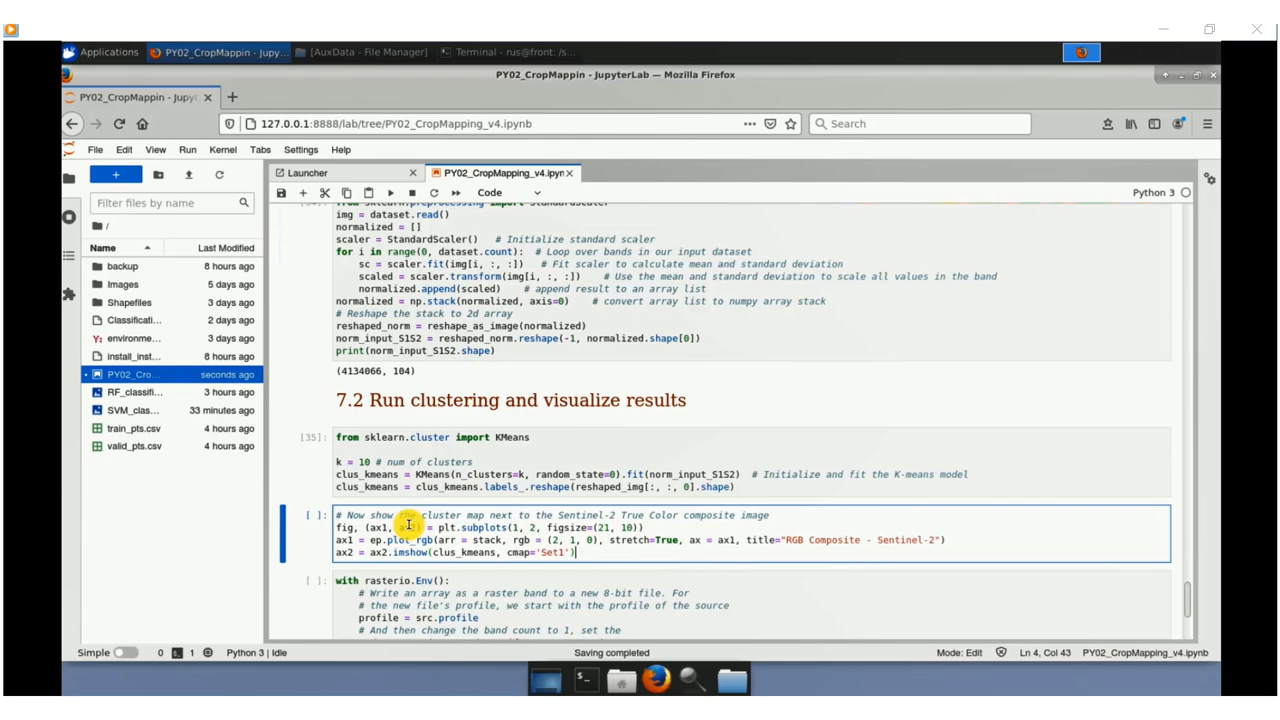 Applications
PY02_CropMappin - Jupy...
[AuxData - File Manager]
Terminal - rus@front: /s...
PY02_CropMappin - JupyterLab — Mozilla Firefox
PY02_CropMapping - Jupyt
127.0.0.1:8888/lab/tree/PY02_CropMapping_v4.ipynb
Search
File Edit View Run Kernel Tabs Settings Help
Launcher
PY02_CropMapping_v4.ipyn
Code
Python 3
Filter files by name
/
Name Last Modified
backup 8 hours ago
Images 5 days ago
Shapefiles 3 days ago
Classificati... 2 days ago
Y: environme... 3 days ago
install_inst... 8 hours ago
PY02_Cro... seconds ago
RF_classifi... 3 hours ago
SVM_clas... 33 minutes ago
train_pts.csv 4 hours ago
valid_pts.csv 4 hours ago
from sklearn.preprocessing import StandardScaler
img = dataset.read()
normalized = []
scaler = StandardScaler() # Initialize standard scaler
for i in range(0, dataset.count): # Loop over bands in our input dataset
sc = scaler.fit(img[i, :, :]) # Fit scaler to calculate mean and standard deviation
scaled = scaler.transform(img[i, :, :]) # Use the mean and standard deviation to scale all values in the band
normalized.append(scaled) # append result to an array list
normalized = np.stack(normalized, axis=0) # convert array list to numpy array stack
# Reshape the stack to 2d array
reshaped_norm = reshape_as_image(normalized)
norm_input_S1S2 = reshaped_norm.reshape(-1, normalized.shape[0])
print(norm_input_S1S2.shape)
(4134066, 104)
7.2 Run clustering and visualize results
[35]: from sklearn.cluster import KMeans
k = 10 # num of clusters
clus_kmeans = KMeans(n_clusters=k, random_state=0).fit(norm_input_S1S2) # Initialize and fit the K-means model
clus_kmeans = clus_kmeans.labels_.reshape(reshaped_img[:, :, 0].shape)
[ ]: # Now show the cluster map next to the Sentinel-2 True Color composite image
fig, (ax1, ax2) = plt.subplots(1, 2, figsize=(21, 10))
ax1 = ep.plot_rgb(arr = stack, rgb = (2, 1, 0), stretch=True, ax = ax1, title="RGB Composite - Sentinel-2")
ax2 = ax2.imshow(clus_kmeans, cmap='Set1')
[ ]: with rasterio.Env():
# Write an array as a raster band to a new 8-bit file. For
# the new file's profile, we start with the profile of the source
profile = src.profile
# And then change the band count to 1, set the
Simple 0 1 Python 3 | Idle
Saving completed
Mode: Edit Ln 4, Col 43 PY02_CropMapping_v4.ipynb